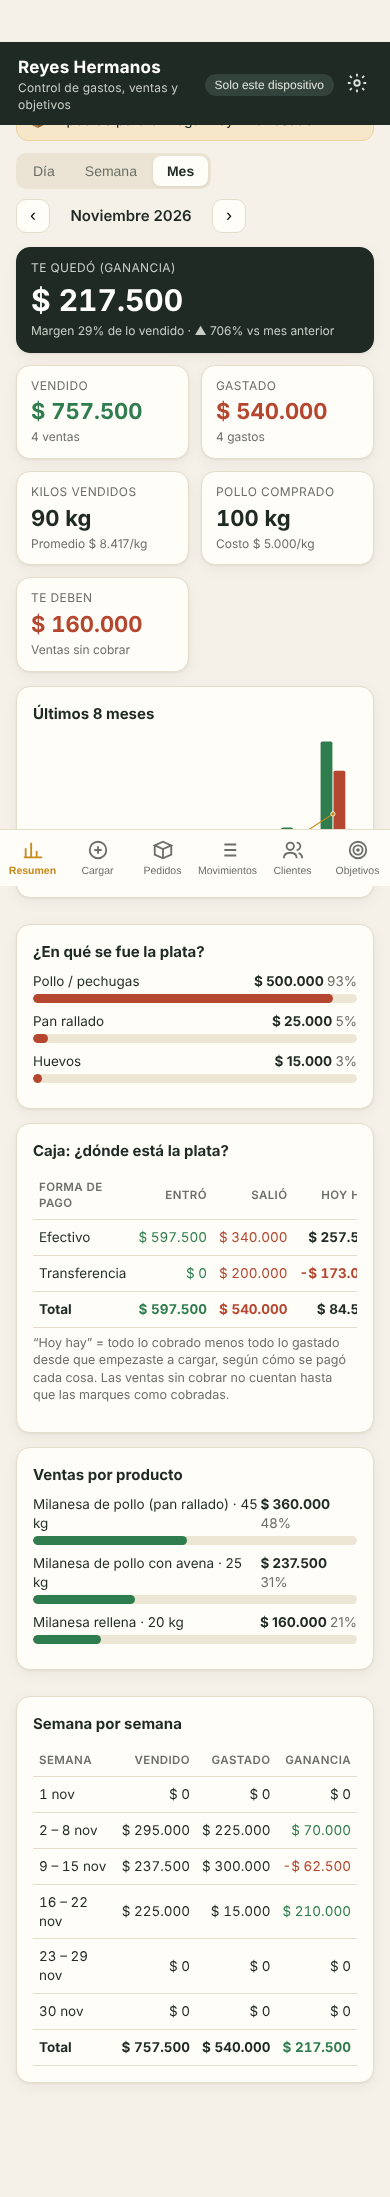 Reyes Hermanos
Control de gastos, ventas y
objetivos
Solo este dispositivo
Día
Semana
Mes
‹
Noviembre 2026
›
TE QUEDÓ (GANANCIA)
$ 217.500
Margen 29% de lo vendido · ▲ 706% vs mes anterior
VENDIDO
$ 757.500
4 ventas
GASTADO
$ 540.000
4 gastos
KILOS VENDIDOS
90 kg
Promedio $ 8.417/kg
POLLO COMPRADO
100 kg
Costo $ 5.000/kg
TE DEBEN
$ 160.000
Ventas sin cobrar
Últimos 8 meses
Resumen
Cargar
Pedidos
Movimientos
Clientes
Objetivos
¿En qué se fue la plata?
Pollo / pechugas $ 500.000 93%
Pan rallado $ 25.000 5%
Huevos $ 15.000 3%
Caja: ¿dónde está la plata?
FORMA DE
PAGO ENTRÓ SALIÓ HOY H
Efectivo $ 597.500 $ 340.000 $ 257.5
Transferencia $ 0 $ 200.000 -$ 173.0
Total $ 597.500 $ 540.000 $ 84.5
“Hoy hay” = todo lo cobrado menos todo lo gastado
desde que empezaste a cargar, según cómo se pagó
cada cosa. Las ventas sin cobrar no cuentan hasta
que las marques como cobradas.
Ventas por producto
Milanesa de pollo (pan rallado) · 45 $ 360.000
kg 48%
Milanesa de pollo con avena · 25 $ 237.500
kg 31%
Milanesa rellena · 20 kg $ 160.000 21%
Semana por semana
SEMANA VENDIDO GASTADO GANANCIA
1 nov $ 0 $ 0 $ 0
2 – 8 nov $ 295.000 $ 225.000 $ 70.000
9 – 15 nov $ 237.500 $ 300.000 -$ 62.500
16 – 22
nov $ 225.000 $ 15.000 $ 210.000
23 – 29
nov $ 0 $ 0 $ 0
30 nov $ 0 $ 0 $ 0
Total $ 757.500 $ 540.000 $ 217.500